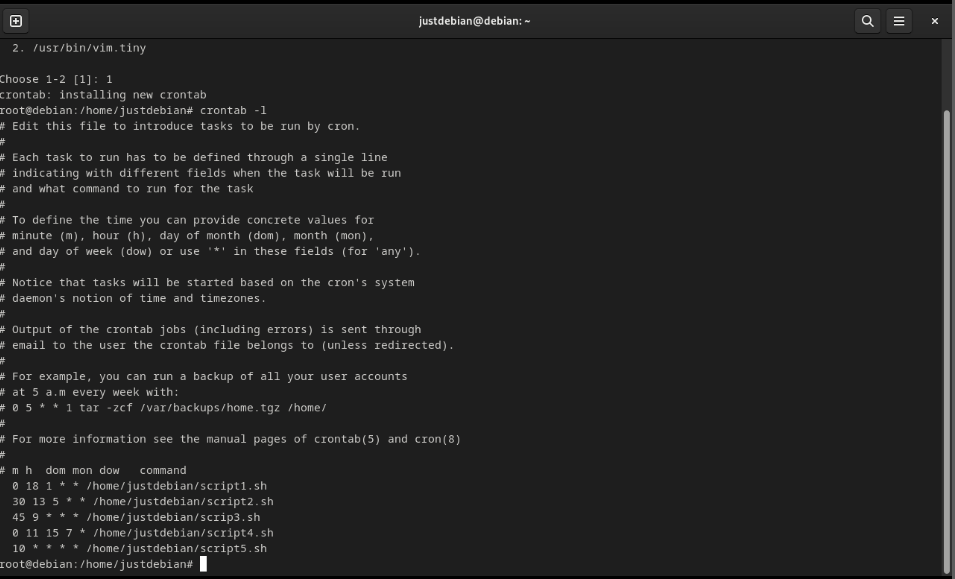 justdebian@debian: ~
2. /usr/bin/vim.tiny
Choose 1-2 [1]: 1
crontab: installing new crontab
root@debian:/home/justdebian# crontab -l
# Edit this file to introduce tasks to be run by cron.
#
# Each task to run has to be defined through a single line
# indicating with different fields when the task will be run
# and what command to run for the task
#
# To define the time you can provide concrete values for
# minute (m), hour (h), day of month (dom), month (mon),
# and day of week (dow) or use '*' in these fields (for 'any').
#
# Notice that tasks will be started based on the cron's system
# daemon's notion of time and timezones.
#
# Output of the crontab jobs (including errors) is sent through
# email to the user the crontab file belongs to (unless redirected).
#
# For example, you can run a backup of all your user accounts
# at 5 a.m every week with:
# 0 5 * * 1 tar -zcf /var/backups/home.tgz /home/
#
# For more information see the manual pages of crontab(5) and cron(8)
#
# m h  dom mon dow   command
0 18 1 * * /home/justdebian/script1.sh
30 13 5 * * /home/justdebian/script2.sh
45 9 * * * /home/justdebian/scrip3.sh
0 11 15 7 * /home/justdebian/script4.sh
10 * * * * /home/justdebian/script5.sh
root@debian:/home/justdebian#